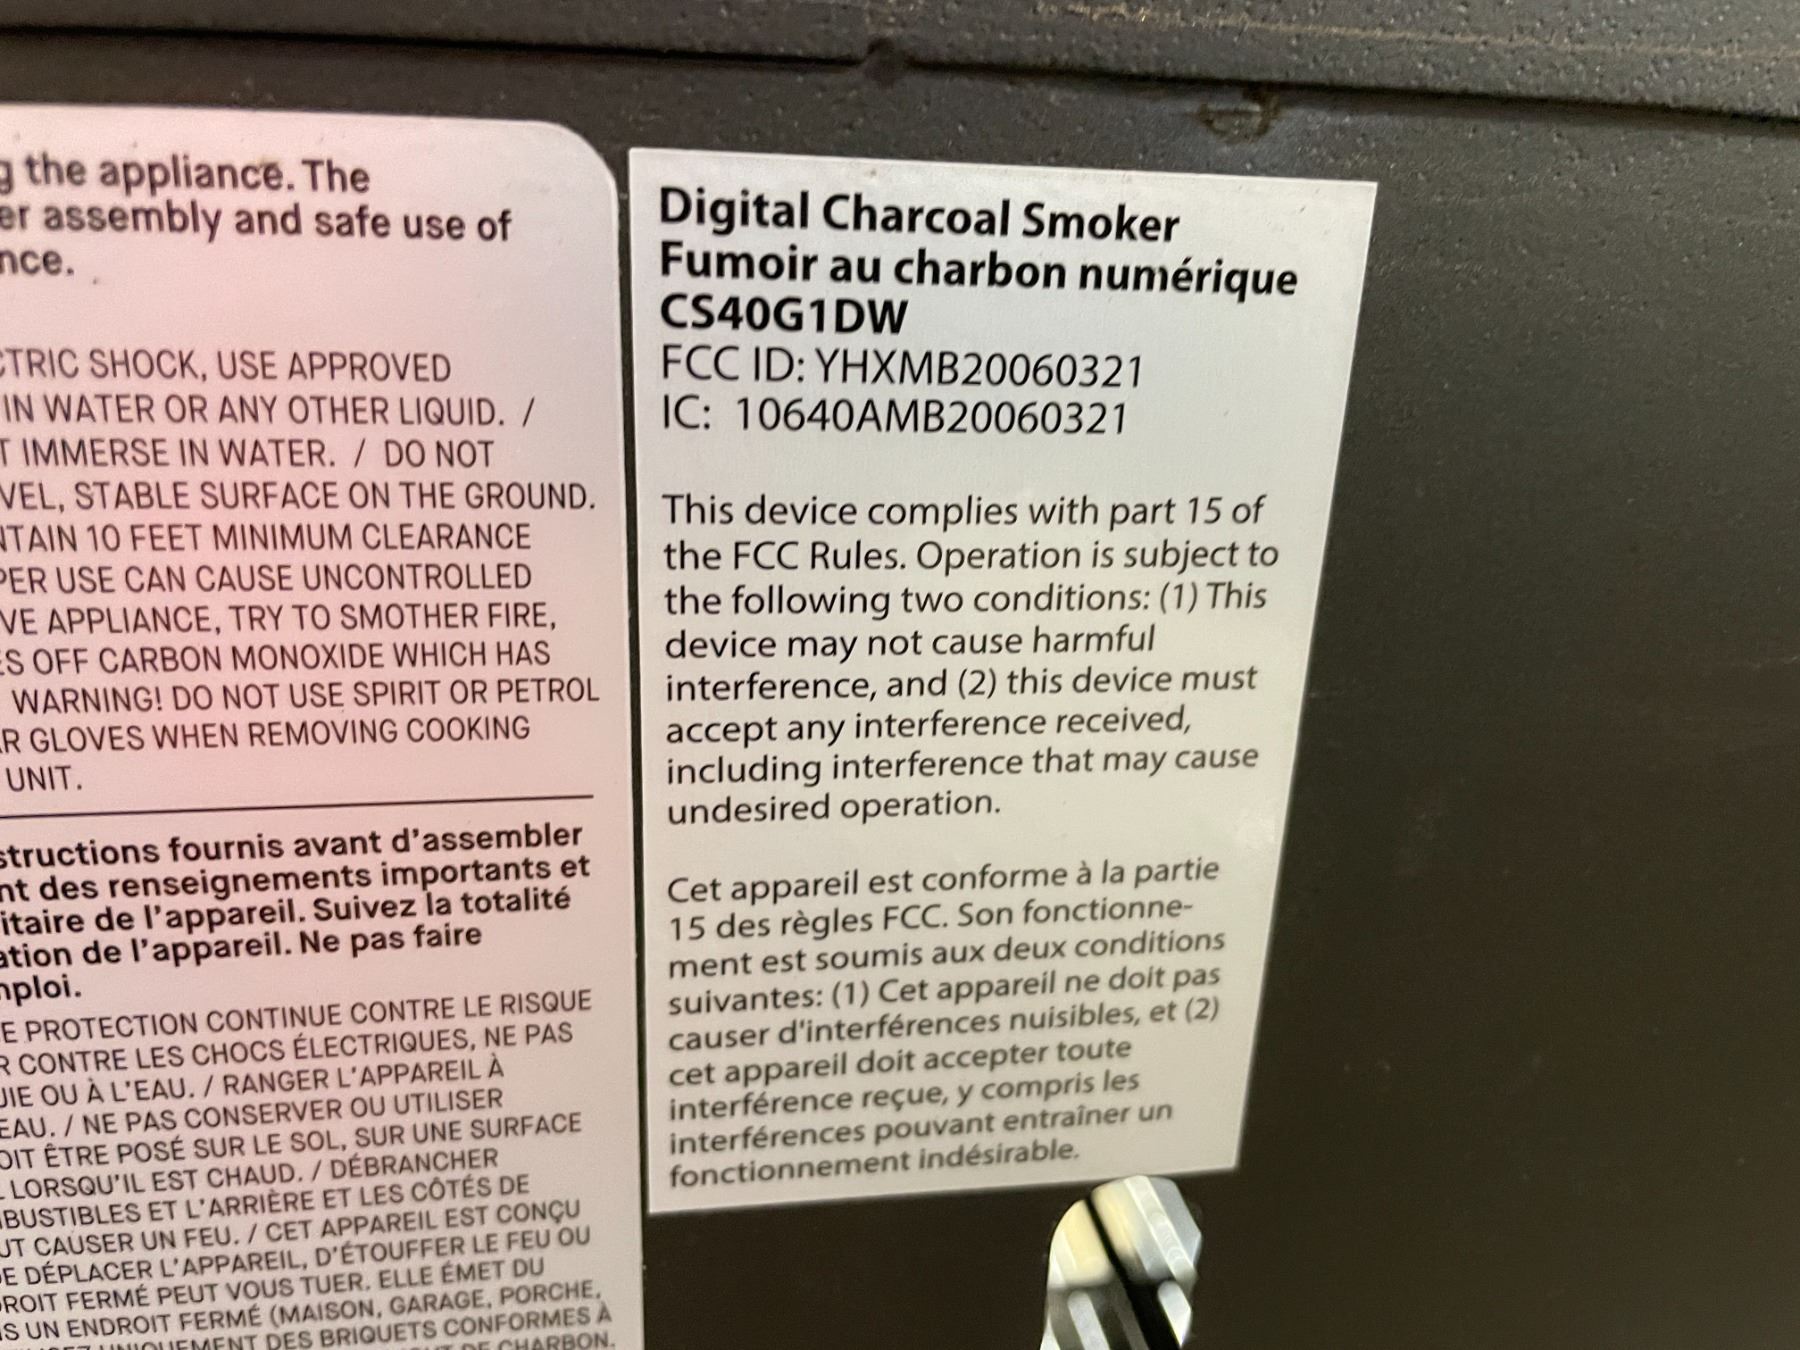 the appliance. The
er assembly and safe use of
nce.
CTRIC SHOCK, USE APPROVED
IN WATER OR ANY OTHER LIQUID. /
T IMMERSE IN WATER. / DO NOT
VEL, STABLE SURFACE ON THE GROUND.
NTAIN 10 FEET MINIMUM CLEARANCE
PER USE CAN CAUSE UNCONTROLLED
VE APPLIANCE, TRY TO SMOTHER FIRE,
ES OFF CARBON MONOXIDE WHICH HAS
WARNING! DO NOT USE SPIRIT OR PETROL
AR GLOVES WHEN REMOVING COOKING
UNIT.
structions fournis avant d'assembler
nt des renseignements importants et
itaire de l'appareil. Suivez la totalité
ation de l'appareil. Ne pas faire
mploi.
E PROTECTION CONTINUE CONTRE LE RISQUE
R CONTRE LES CHOCS ÉLECTRIQUES, NE PAS
UIE OU À L'EAU. / RANGER L'APPAREIL À
EAU. / NE PAS CONSERVER OU UTILISER
OIT ÊTRE POSÉ SUR LE SOL, SUR UNE SURFACE
L LORSQU'IL EST CHAUD. / DÉBRANCHER
MBUSTIBLES ET L'ARRIÈRE ET LES CÔTÉS DE
UT CAUSER UN FEU. / CET APPAREIL EST CONÇU
DE DÉPLACER L'APPAREIL, D'ÉTOUFFER LE FEU OU
ROIT FERMÉ PEUT VOUS TUER. ELLE ÉMET DU
S UN ENDROIT FERMÉ (MAISON, GARAGE, PORCHE,
UNIQUEMENT DES BRIQUETS CONFORMES À
DE CHARBON.
Digital Charcoal Smoker
Fumoir au charbon numérique
CS40G1DW
FCC ID: YHXMB20060321
IC: 10640AMB20060321
This device complies with part 15 of
the FCC Rules. Operation is subject to
the following two conditions: (1) This
device may not cause harmful
interference, and (2) this device must
accept any interference received,
including interference that may cause
undesired operation.
Cet appareil est conforme à la partie
15 des règles FCC. Son fonctionne-
ment est soumis aux deux conditions
suivantes: (1) Cet appareil ne doit pas
causer d'interférences nuisibles, et (2)
cet appareil doit accepter toute
interférence reçue, y compris les
interférences pouvant entraîner un
fonctionnement indésirable.